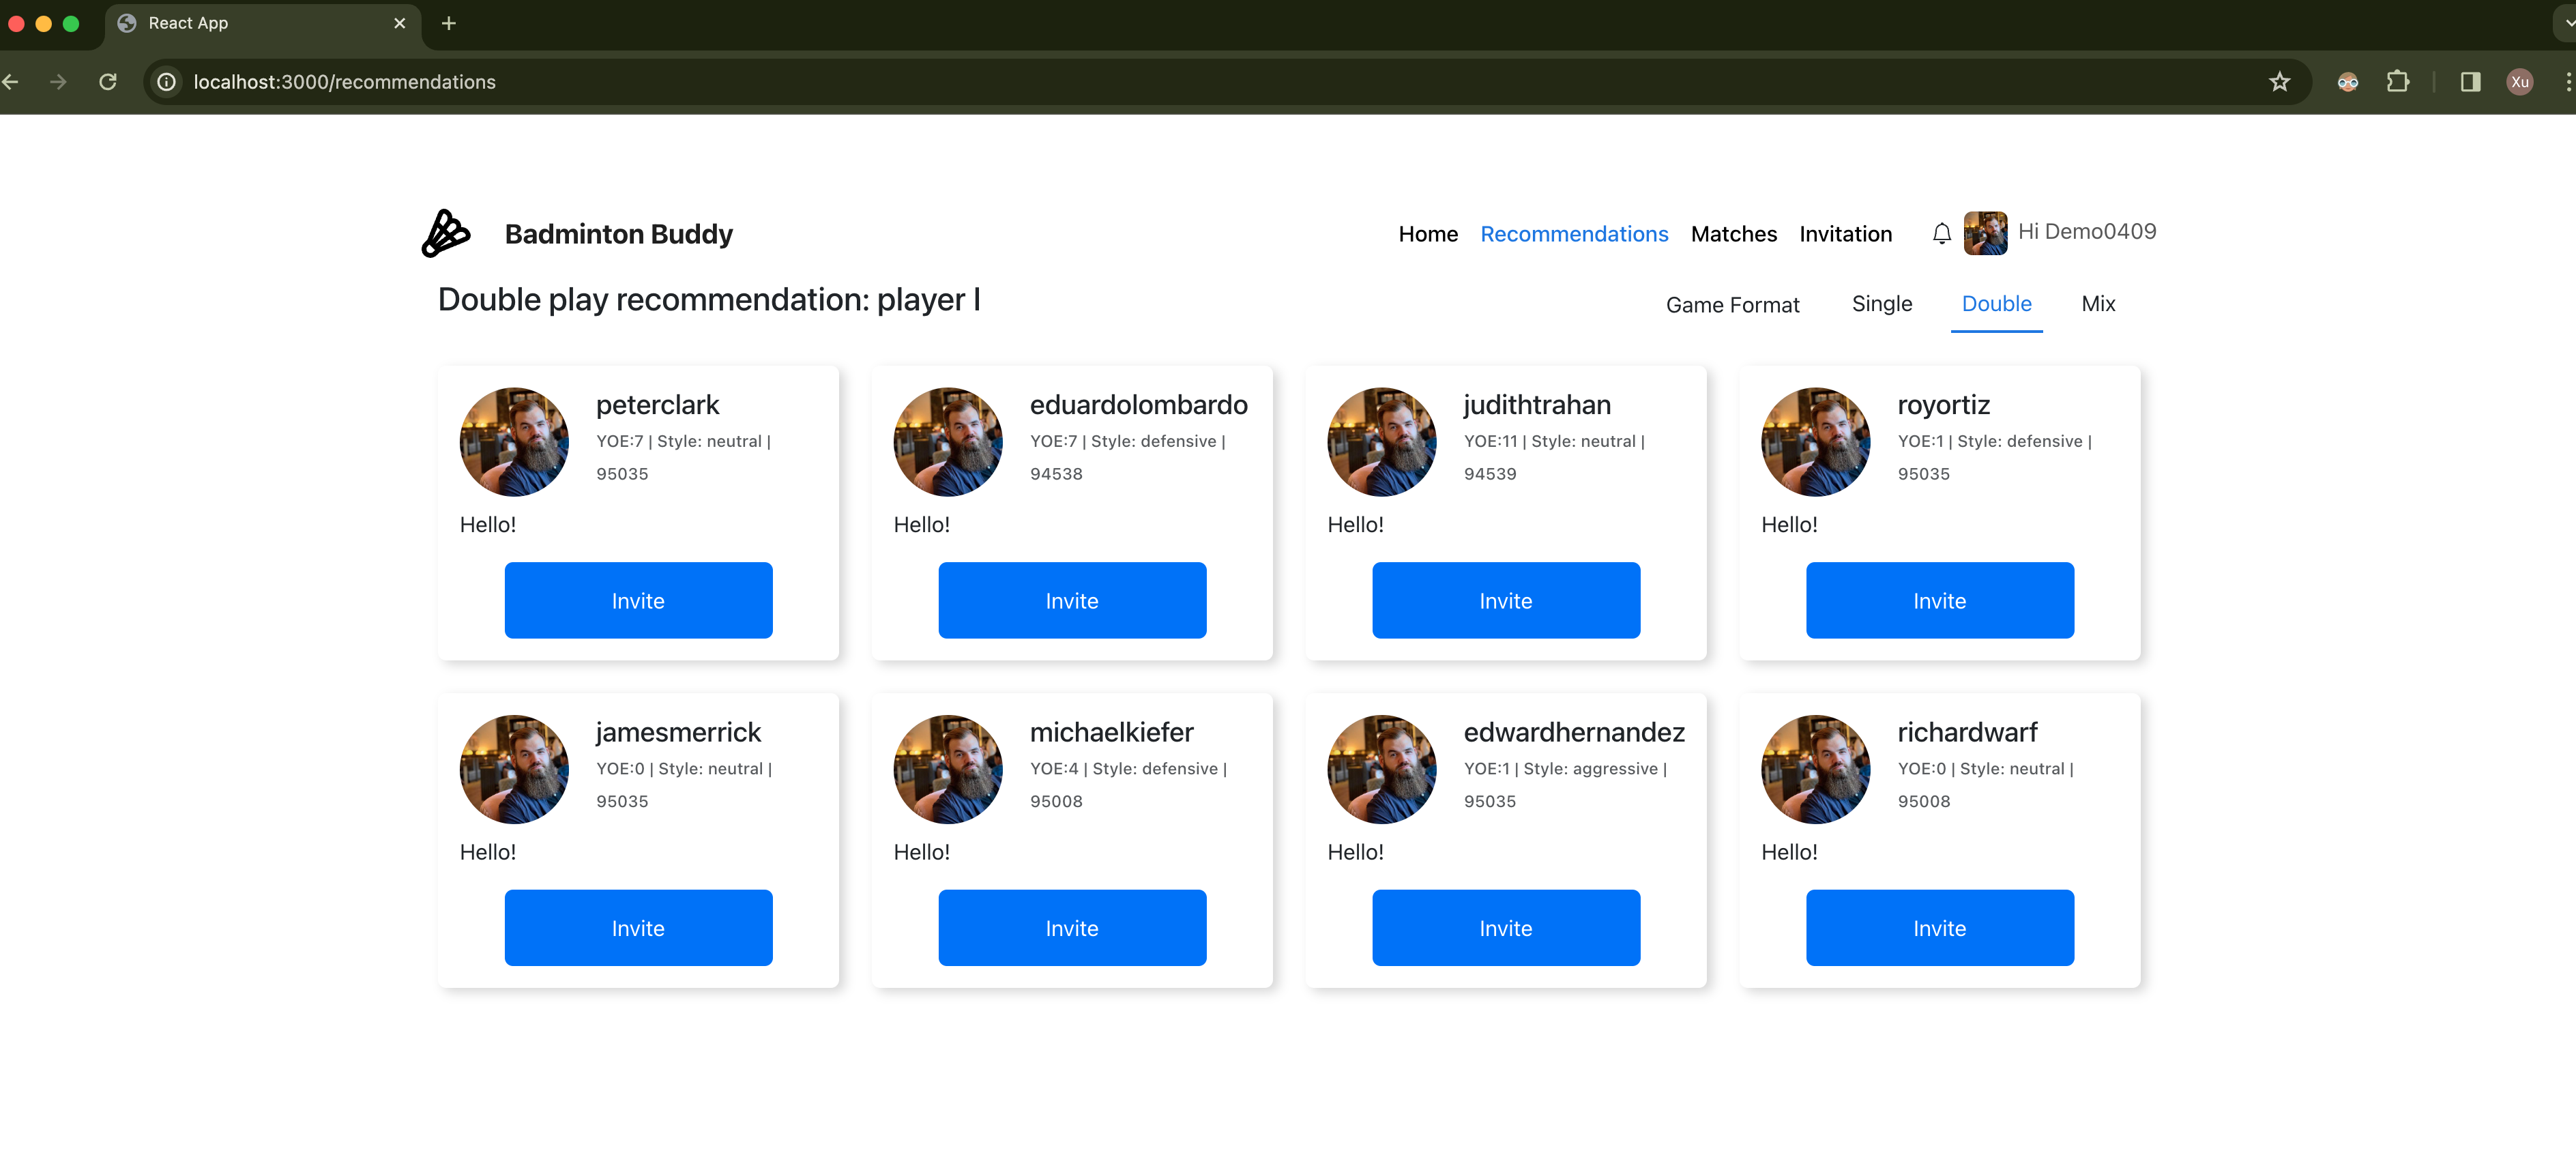 React App
localhost:3000/recommendations
Xu
Badminton Buddy
Home Recommendations Matches Invitation Hi Demo0409
Double play recommendation: player I
Game Format Single Double Mix
peterclark
YOE:7 | Style: neutral |
95035
Hello!
Invite
eduardolombardo
YOE:7 | Style: defensive |
94538
Hello!
Invite
judithtrahan
YOE:11 | Style: neutral |
94539
Hello!
Invite
royortiz
YOE:1 | Style: defensive |
95035
Hello!
Invite
jamesmerrick
YOE:0 | Style: neutral |
95035
Hello!
Invite
michaelkiefer
YOE:4 | Style: defensive |
95008
Hello!
Invite
edwardhernandez
YOE:1 | Style: aggressive |
95035
Hello!
Invite
richardwarf
YOE:0 | Style: neutral |
95008
Hello!
Invite